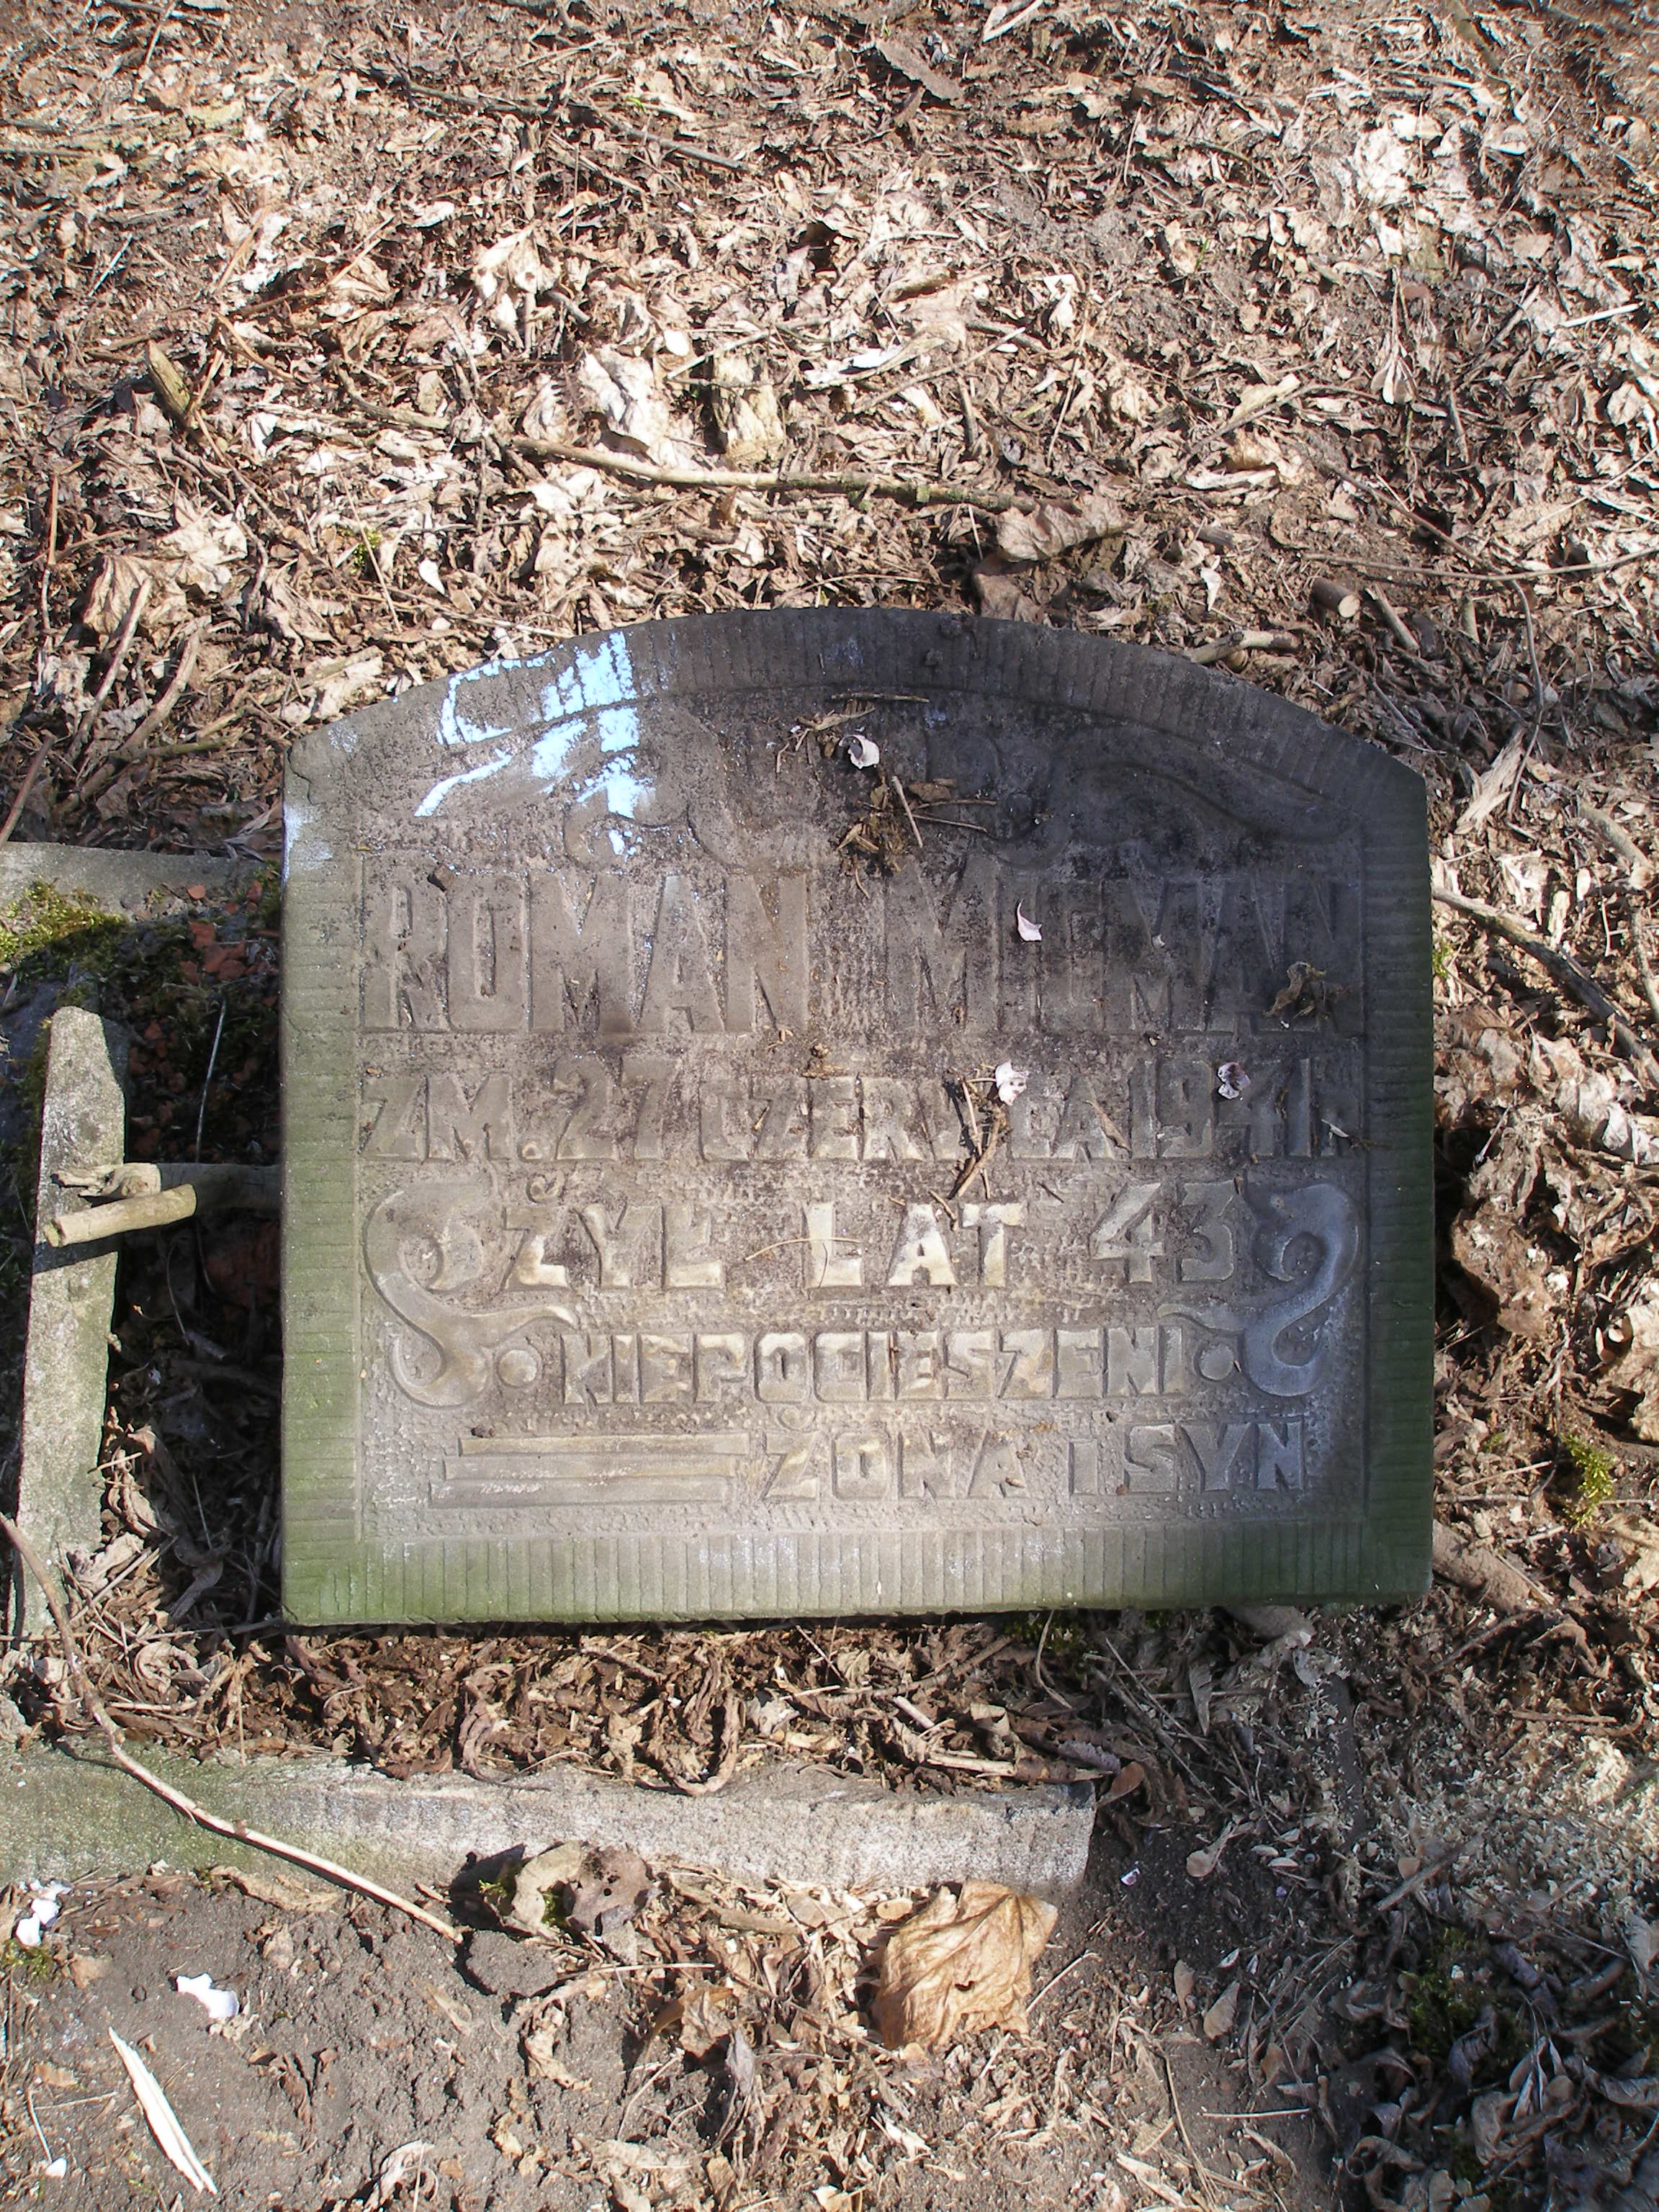 ROMAN
ZM. 27 CZERWCA 1941 R
ŻYŁ LAT 43
NIEPOCIESZENI
ŻONA I SYN